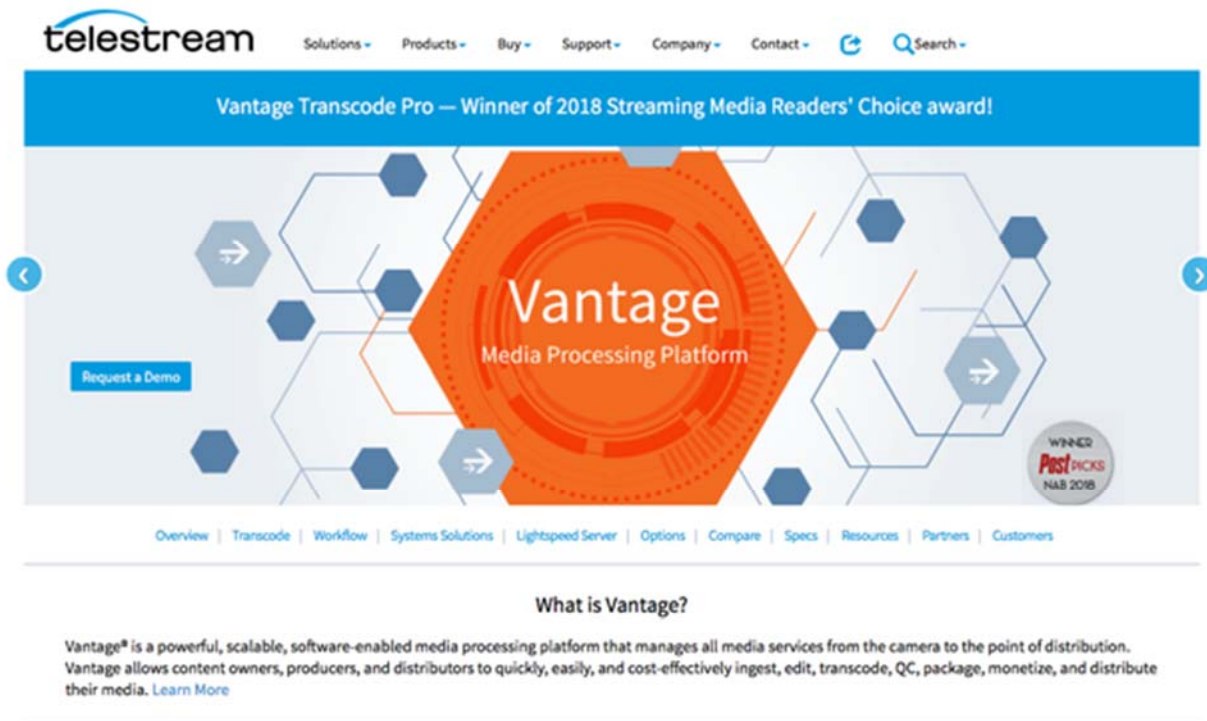 telestream
Solutions Products Buy Support Company Contact Search
Vantage Transcode Pro — Winner of 2018 Streaming Media Readers' Choice award!
Vantage
Media Processing Platform
Request a Demo
WINNER
Post PICKS
NAB 2018
Overview | Transcode | Workflow | Systems Solutions | Lightspeed Server | Options | Compare | Specs | Resources | Partners | Customers
What is Vantage?
Vantage® is a powerful, scalable, software-enabled media processing platform that manages all media services from the camera to the point of distribution.
Vantage allows content owners, producers, and distributors to quickly, easily, and cost-effectively ingest, edit, transcode, QC, package, monetize, and distribute
their media. Learn More